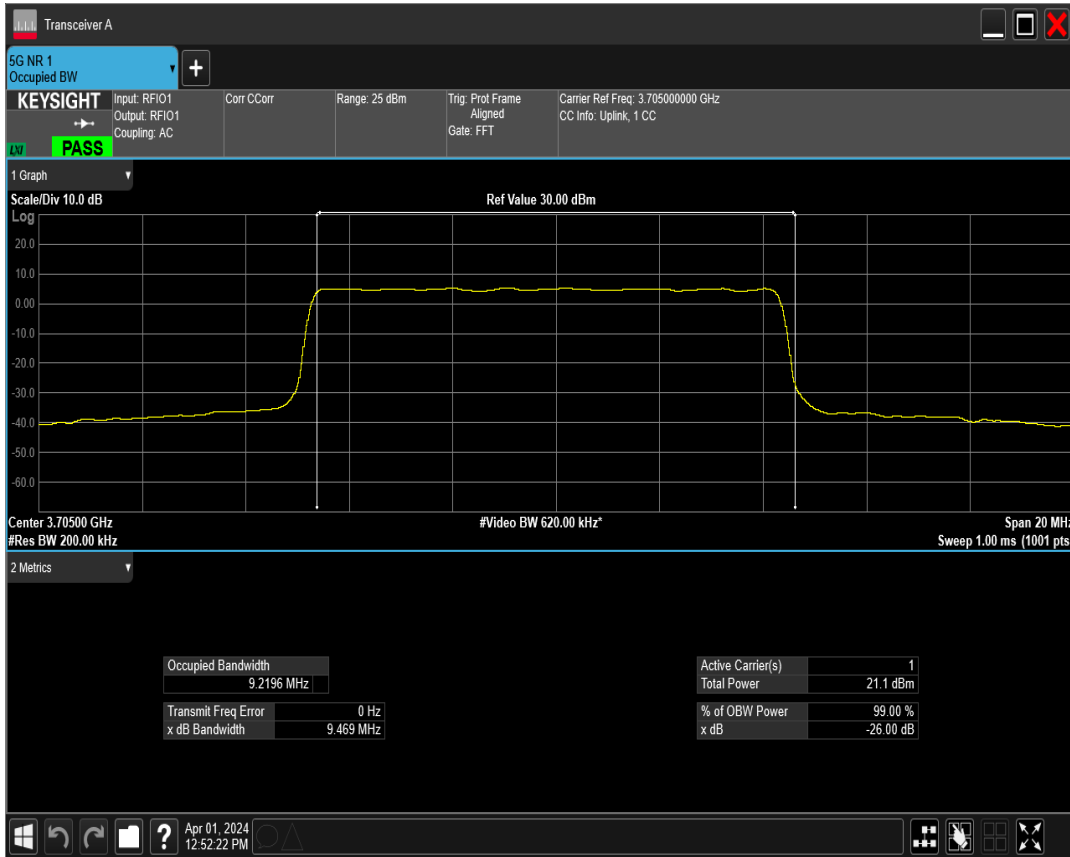 Transceiver A
5G NR 1
Occupied BW
+
KEYSIGHT
LXI
PASS
Input: RFIO1
Output: RFIO1
Coupling: AC
Corr CCorr
Range: 25 dBm
Trig: Prot Frame
Aligned
Gate: FFT
Carrier Ref Freq: 3.705000000 GHz
CC Info: Uplink, 1 CC
1 Graph
Scale/Div 10.0 dB
Ref Value 30.00 dBm
Log
20.0
10.0
0.00
-10.0
-20.0
-30.0
-40.0
-50.0
-60.0
Center 3.70500 GHz
#Video BW 620.00 kHz*
Span 20 MHz
#Res BW 200.00 kHz
Sweep 1.00 ms (1001 pts
2 Metrics
Occupied Bandwidth
9.2196 MHz
Transmit Freq Error 0 Hz
x dB Bandwidth 9.469 MHz
Active Carrier(s) 1
Total Power 21.1 dBm
% of OBW Power 99.00 %
x dB -26.00 dB
?
Apr 01, 2024
12:52:22 PM